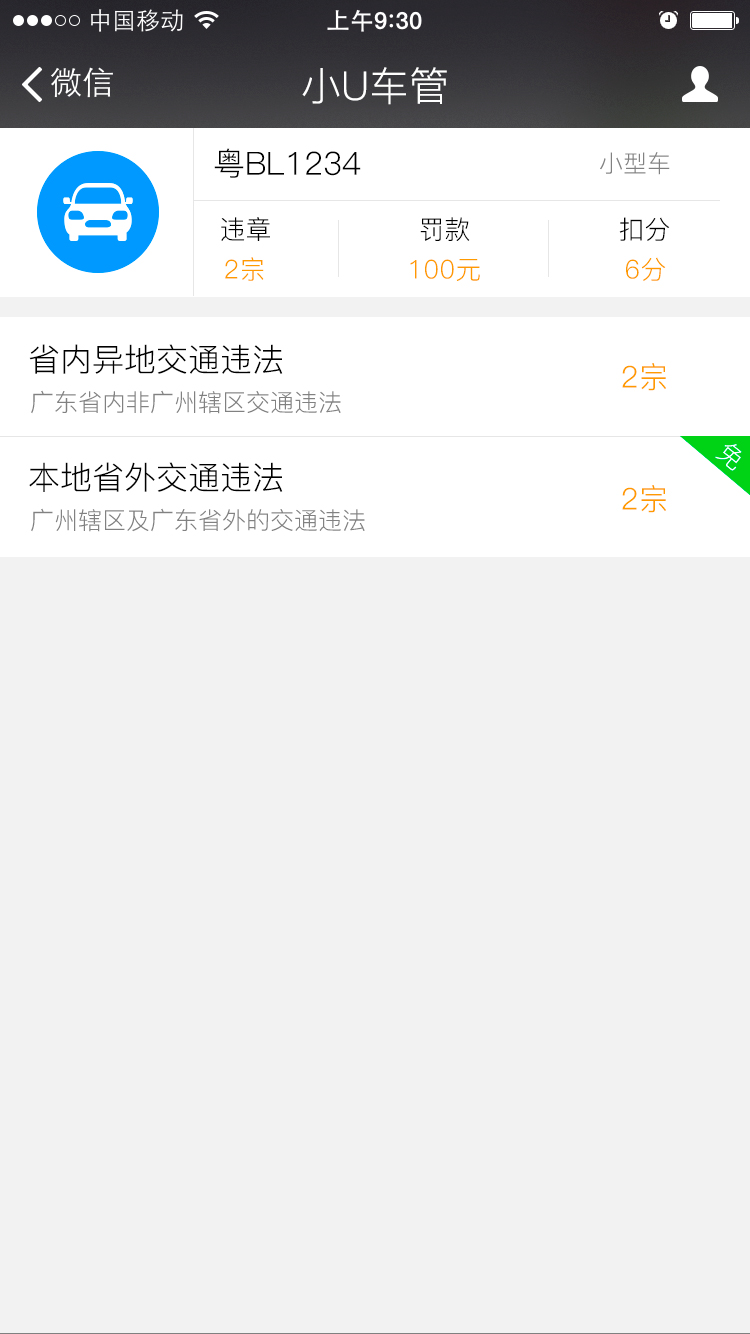 中国移动
上午9:30
微信
小U车管
粤BL1234
小型车
违章
罚款
扣分
2宗
100元
6分
省内异地交通违法
广东省内非广州辖区交通违法
2宗
免
本地省外交通违法
广州辖区及广东省外的交通违法
2宗